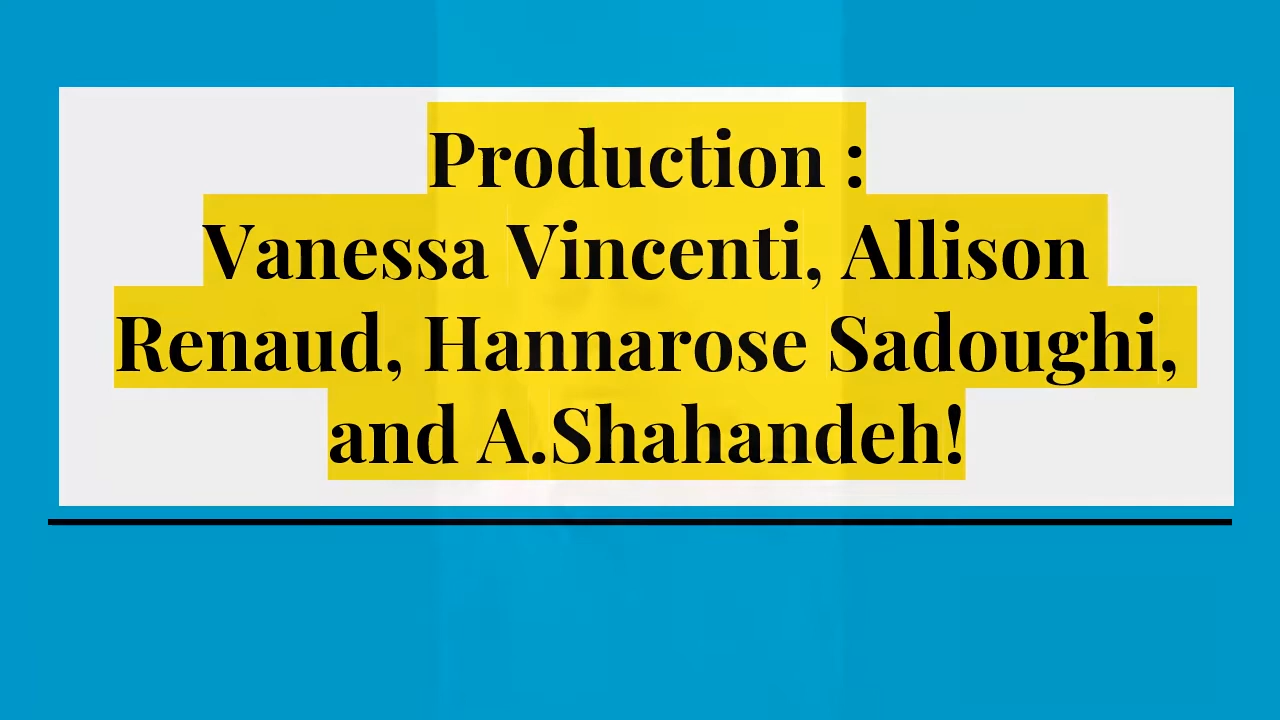 Production :
Vanessa Vincenti, Allison
Renaud, Hannarose Sadoughi,
and A.Shahandeh!